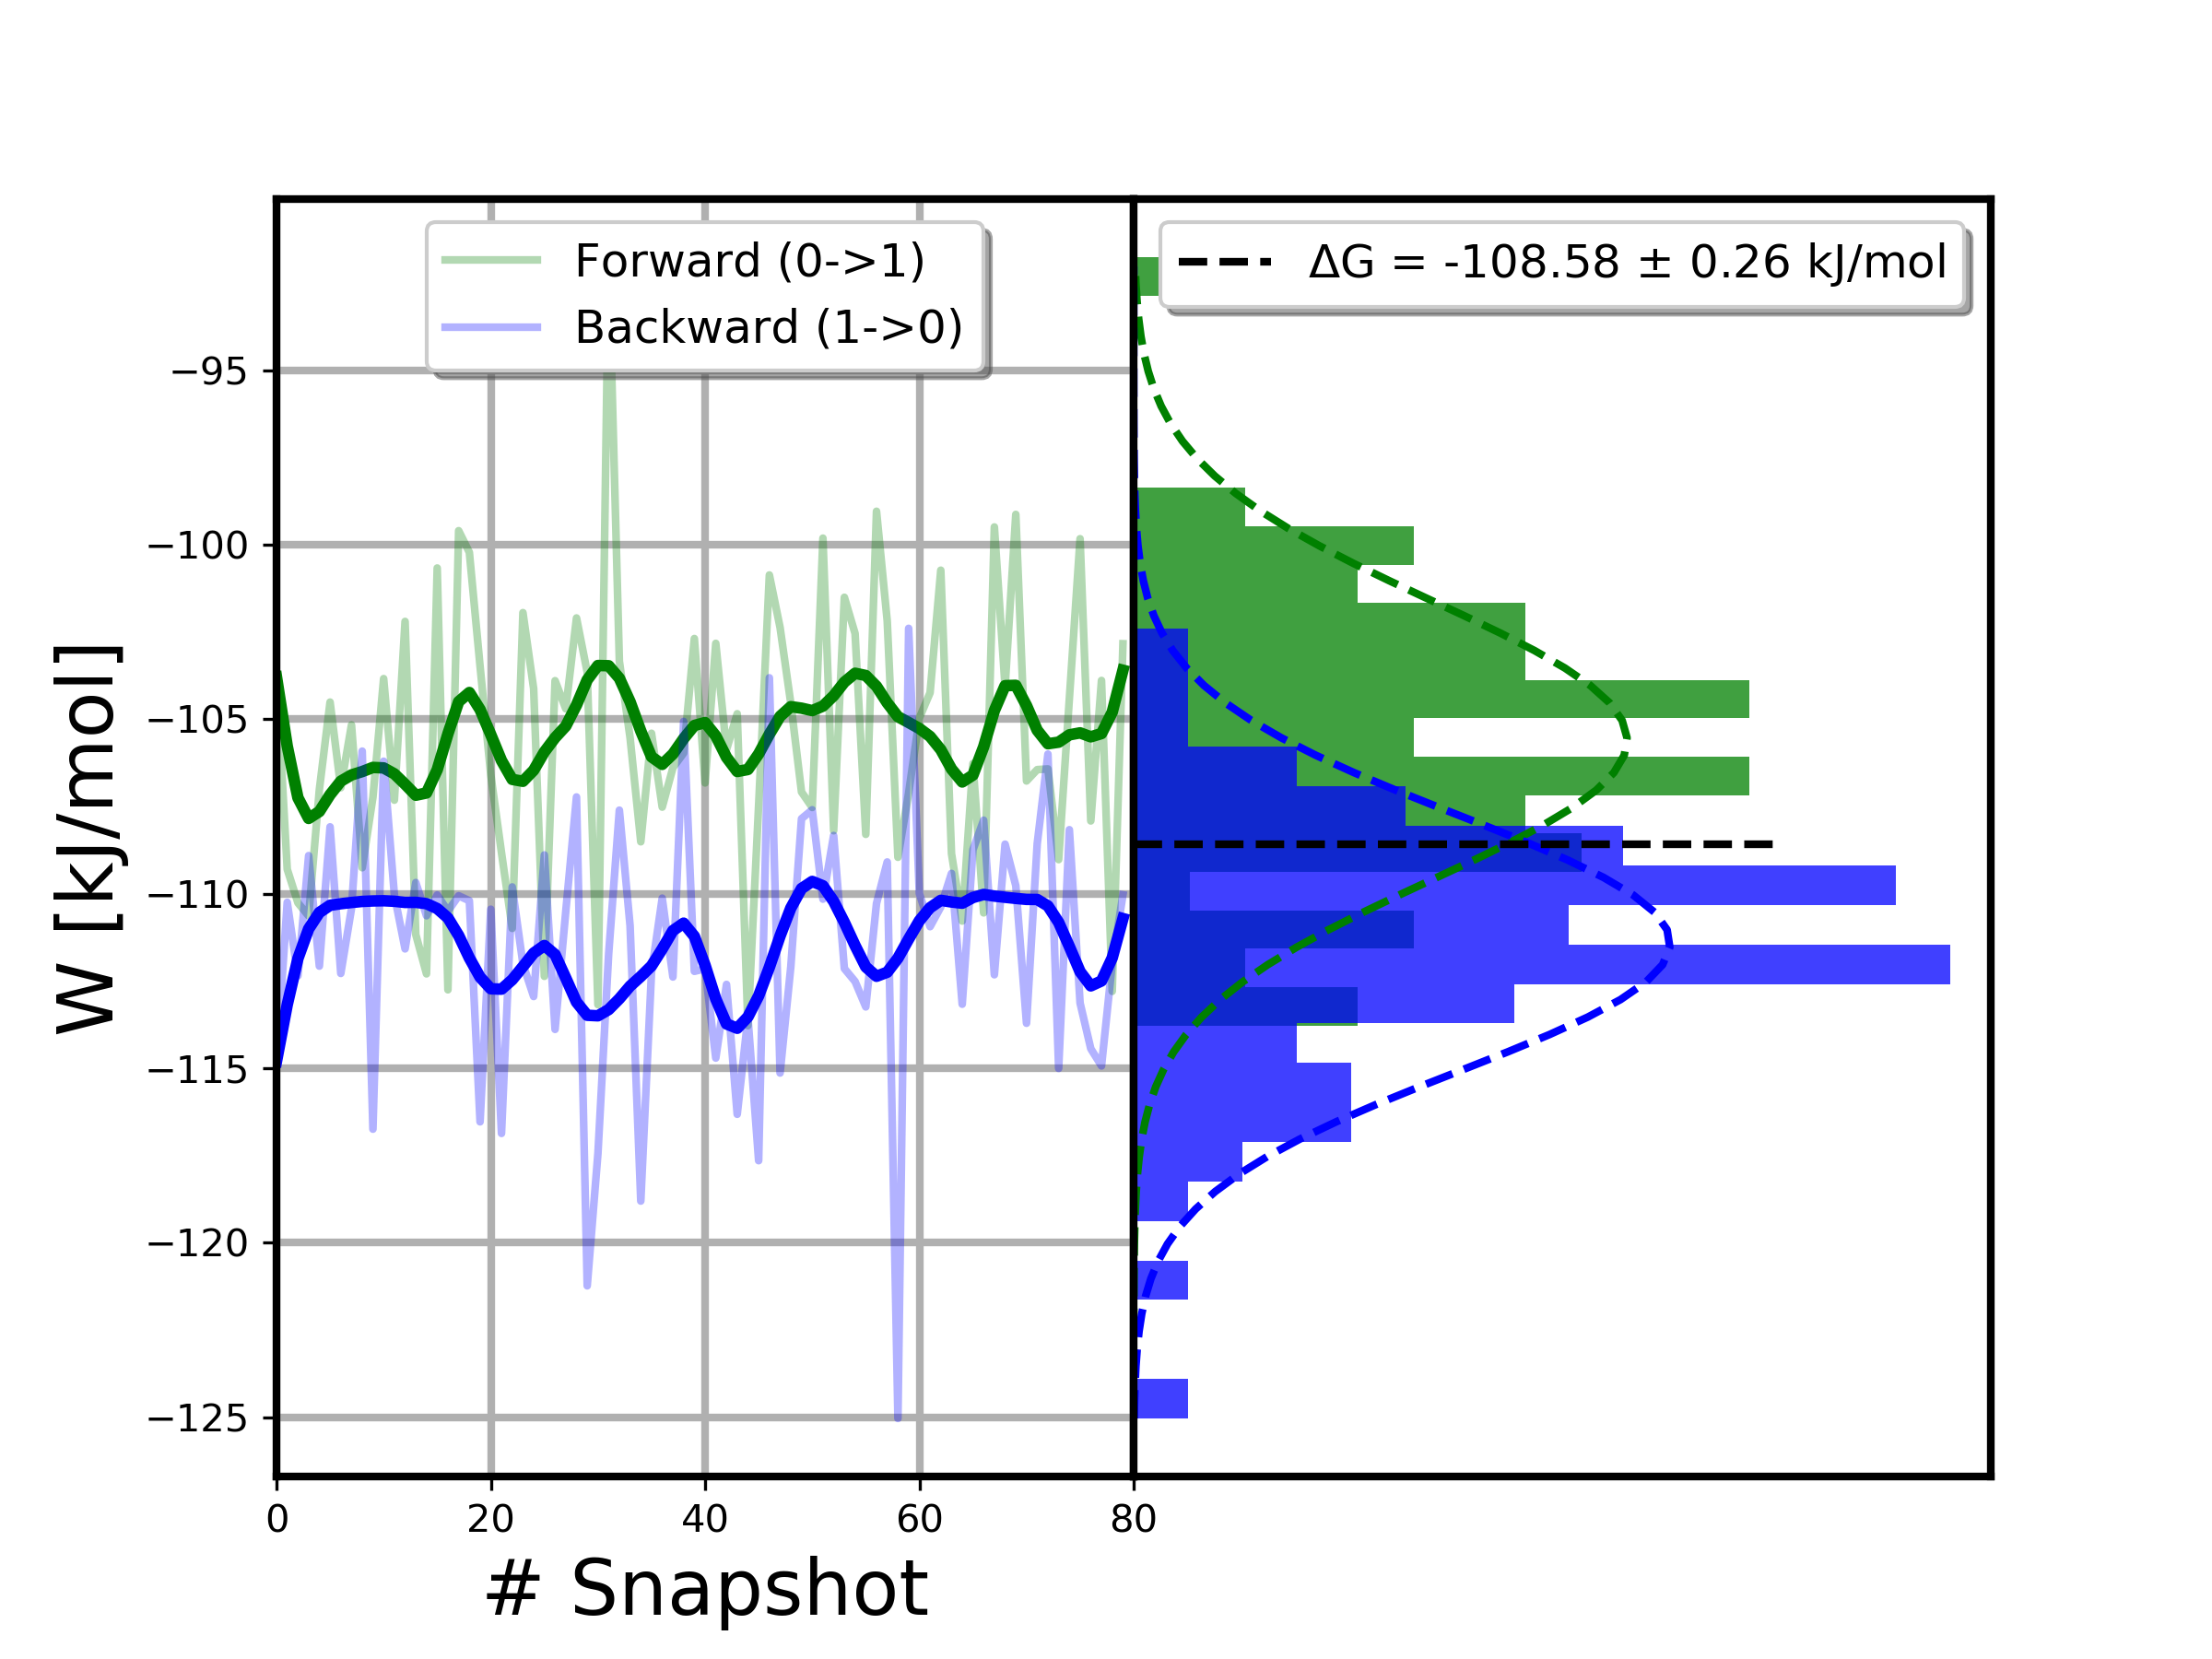 Forward (0->1)
Backward (1->0)
ΔG = -108.58 ± 0.26 kJ/mol
W [kJ/mol]
−95
−100
−105
−110
−115
−120
−125
0 20 40 60 80
# Snapshot